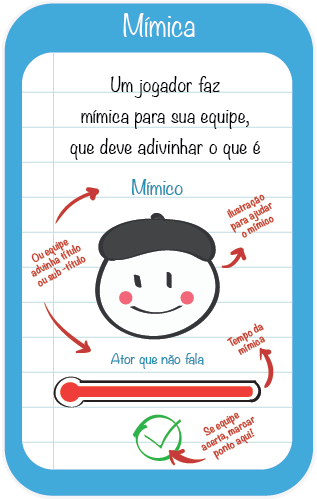 Mímica
Um jogador faz
mímica para sua equipe,
que deve adivinhar o que é
Mímico
ilustração
para ajudar
o mímico
Ou equipe
advinha título
ou sub-título
Ator que não fala
Tempo da
mímica
Se equipe
acerta, marcar
ponto aqui!